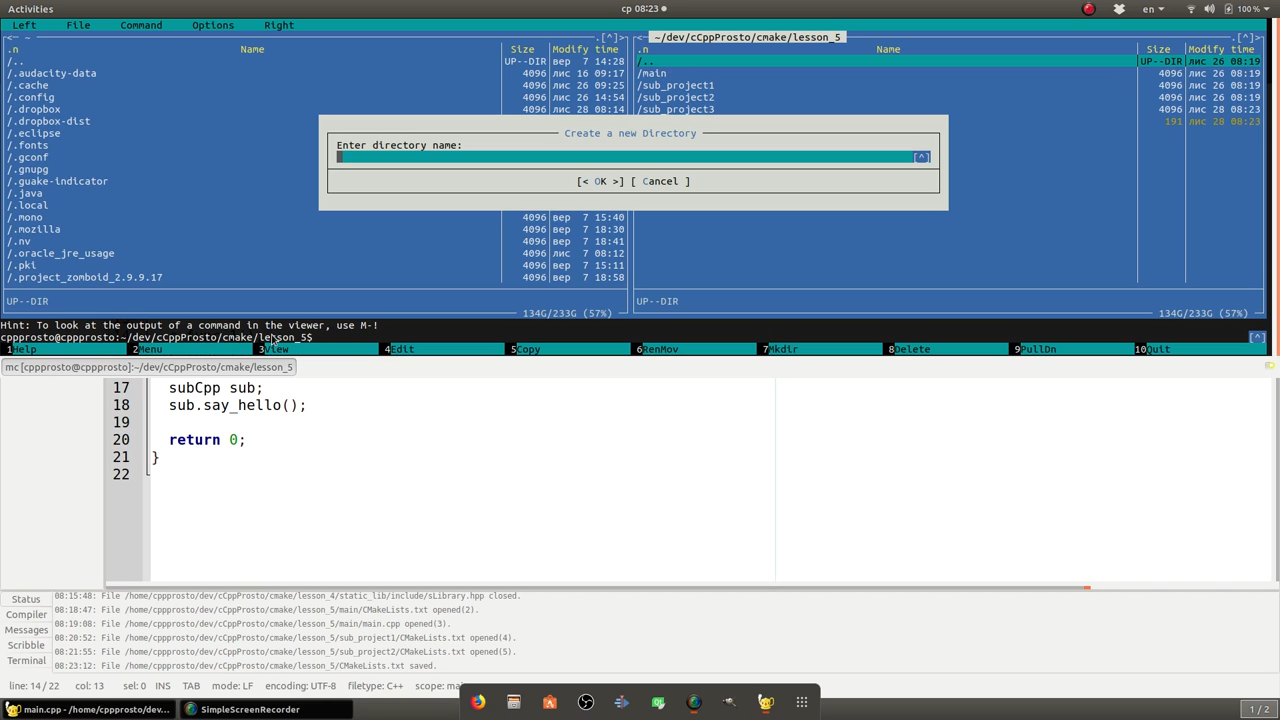 Activities
ср 08:23
en
100 %
Left File Command Options Right
<─ ~ .[^]>
.n Name Size Modify time
/.. UP--DIR вер 7 14:28
/.audacity-data 4096 лис 16 09:17
/.cache 4096 лис 26 09:25
/.config 4096 лис 26 14:54
/.dropbox 4096 лис 28 08:14
/.dropbox-dist
/.eclipse
/.fonts
/.gconf
/.gnupg
/.guake-indicator
/.java
/.local
/.mono 4096 вер 7 15:40
/.mozilla 4096 вер 7 18:30
/.nv 4096 вер 7 18:41
/.oracle_jre_usage 4096 лис 07 08:12
/.pki 4096 вер 7 15:11
/.project_zomboid_2.9.9.17 4096 вер 7 18:58
UP--DIR
134G/233G (57%)
<─ ~/dev/cCppProsto/cmake/lesson_5 .[^]>
.n Name Size Modify time
/.. UP--DIR лис 26 08:19
/main 4096 лис 26 08:19
/sub_project1 4096 лис 26 08:19
/sub_project2 4096 лис 26 08:19
/sub_project3 4096 лис 28 08:23
191 лис 28 08:23
UP--DIR
134G/233G (57%)
Create a new Directory
Enter directory name:
[^]
[< OK >] [ Cancel ]
Hint: To look at the output of a command in the viewer, use M-!
cppprosto@cppprosto:~/dev/cCppProsto/cmake/lesson_5$ [^]
1Help 2Menu 3View 4Edit 5Copy 6RenMov 7Mkdir 8Delete 9PullDn 10Quit
mc [cppprosto@cppprosto]:~/dev/cCppProsto/cmake/lesson_5
17 subCpp sub;
18 sub.say_hello();
19
20 return 0;
21 }
22
Status
Compiler
Messages
Scribble
Terminal
08:15:48: File /home/cppprosto/dev/cCppProsto/cmake/lesson_4/static_lib/include/sLibrary.hpp closed.
08:18:47: File /home/cppprosto/dev/cCppProsto/cmake/lesson_5/main/CMakeLists.txt opened(2).
08:19:08: File /home/cppprosto/dev/cCppProsto/cmake/lesson_5/main/main.cpp opened(3).
08:20:52: File /home/cppprosto/dev/cCppProsto/cmake/lesson_5/sub_project1/CMakeLists.txt opened(4).
08:21:55: File /home/cppprosto/dev/cCppProsto/cmake/lesson_5/sub_project2/CMakeLists.txt opened(5).
08:23:12: File /home/cppprosto/dev/cCppProsto/cmake/lesson_5/CMakeLists.txt saved.
line: 14 / 22 col: 13 sel: 0 INS TAB mode: LF encoding: UTF-8 filetype: C++ scope:
main.cpp - /home/cppprosto/dev...
SimpleScreenRecorder
1 / 2